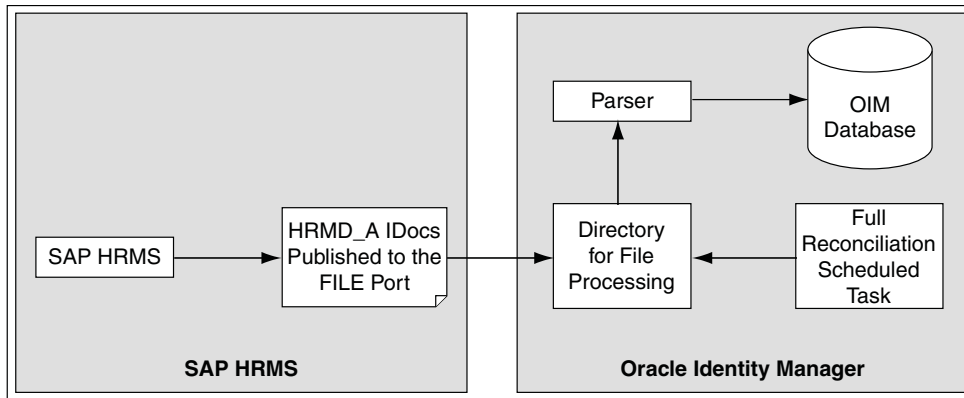 SAP HRMS
HRMD_A IDocs
Published to the
FILE Port
SAP HRMS
Parser
OIM
Database
Directory
for File
Processing
Full
Reconciliation
Scheduled
Task
Oracle Identity Manager